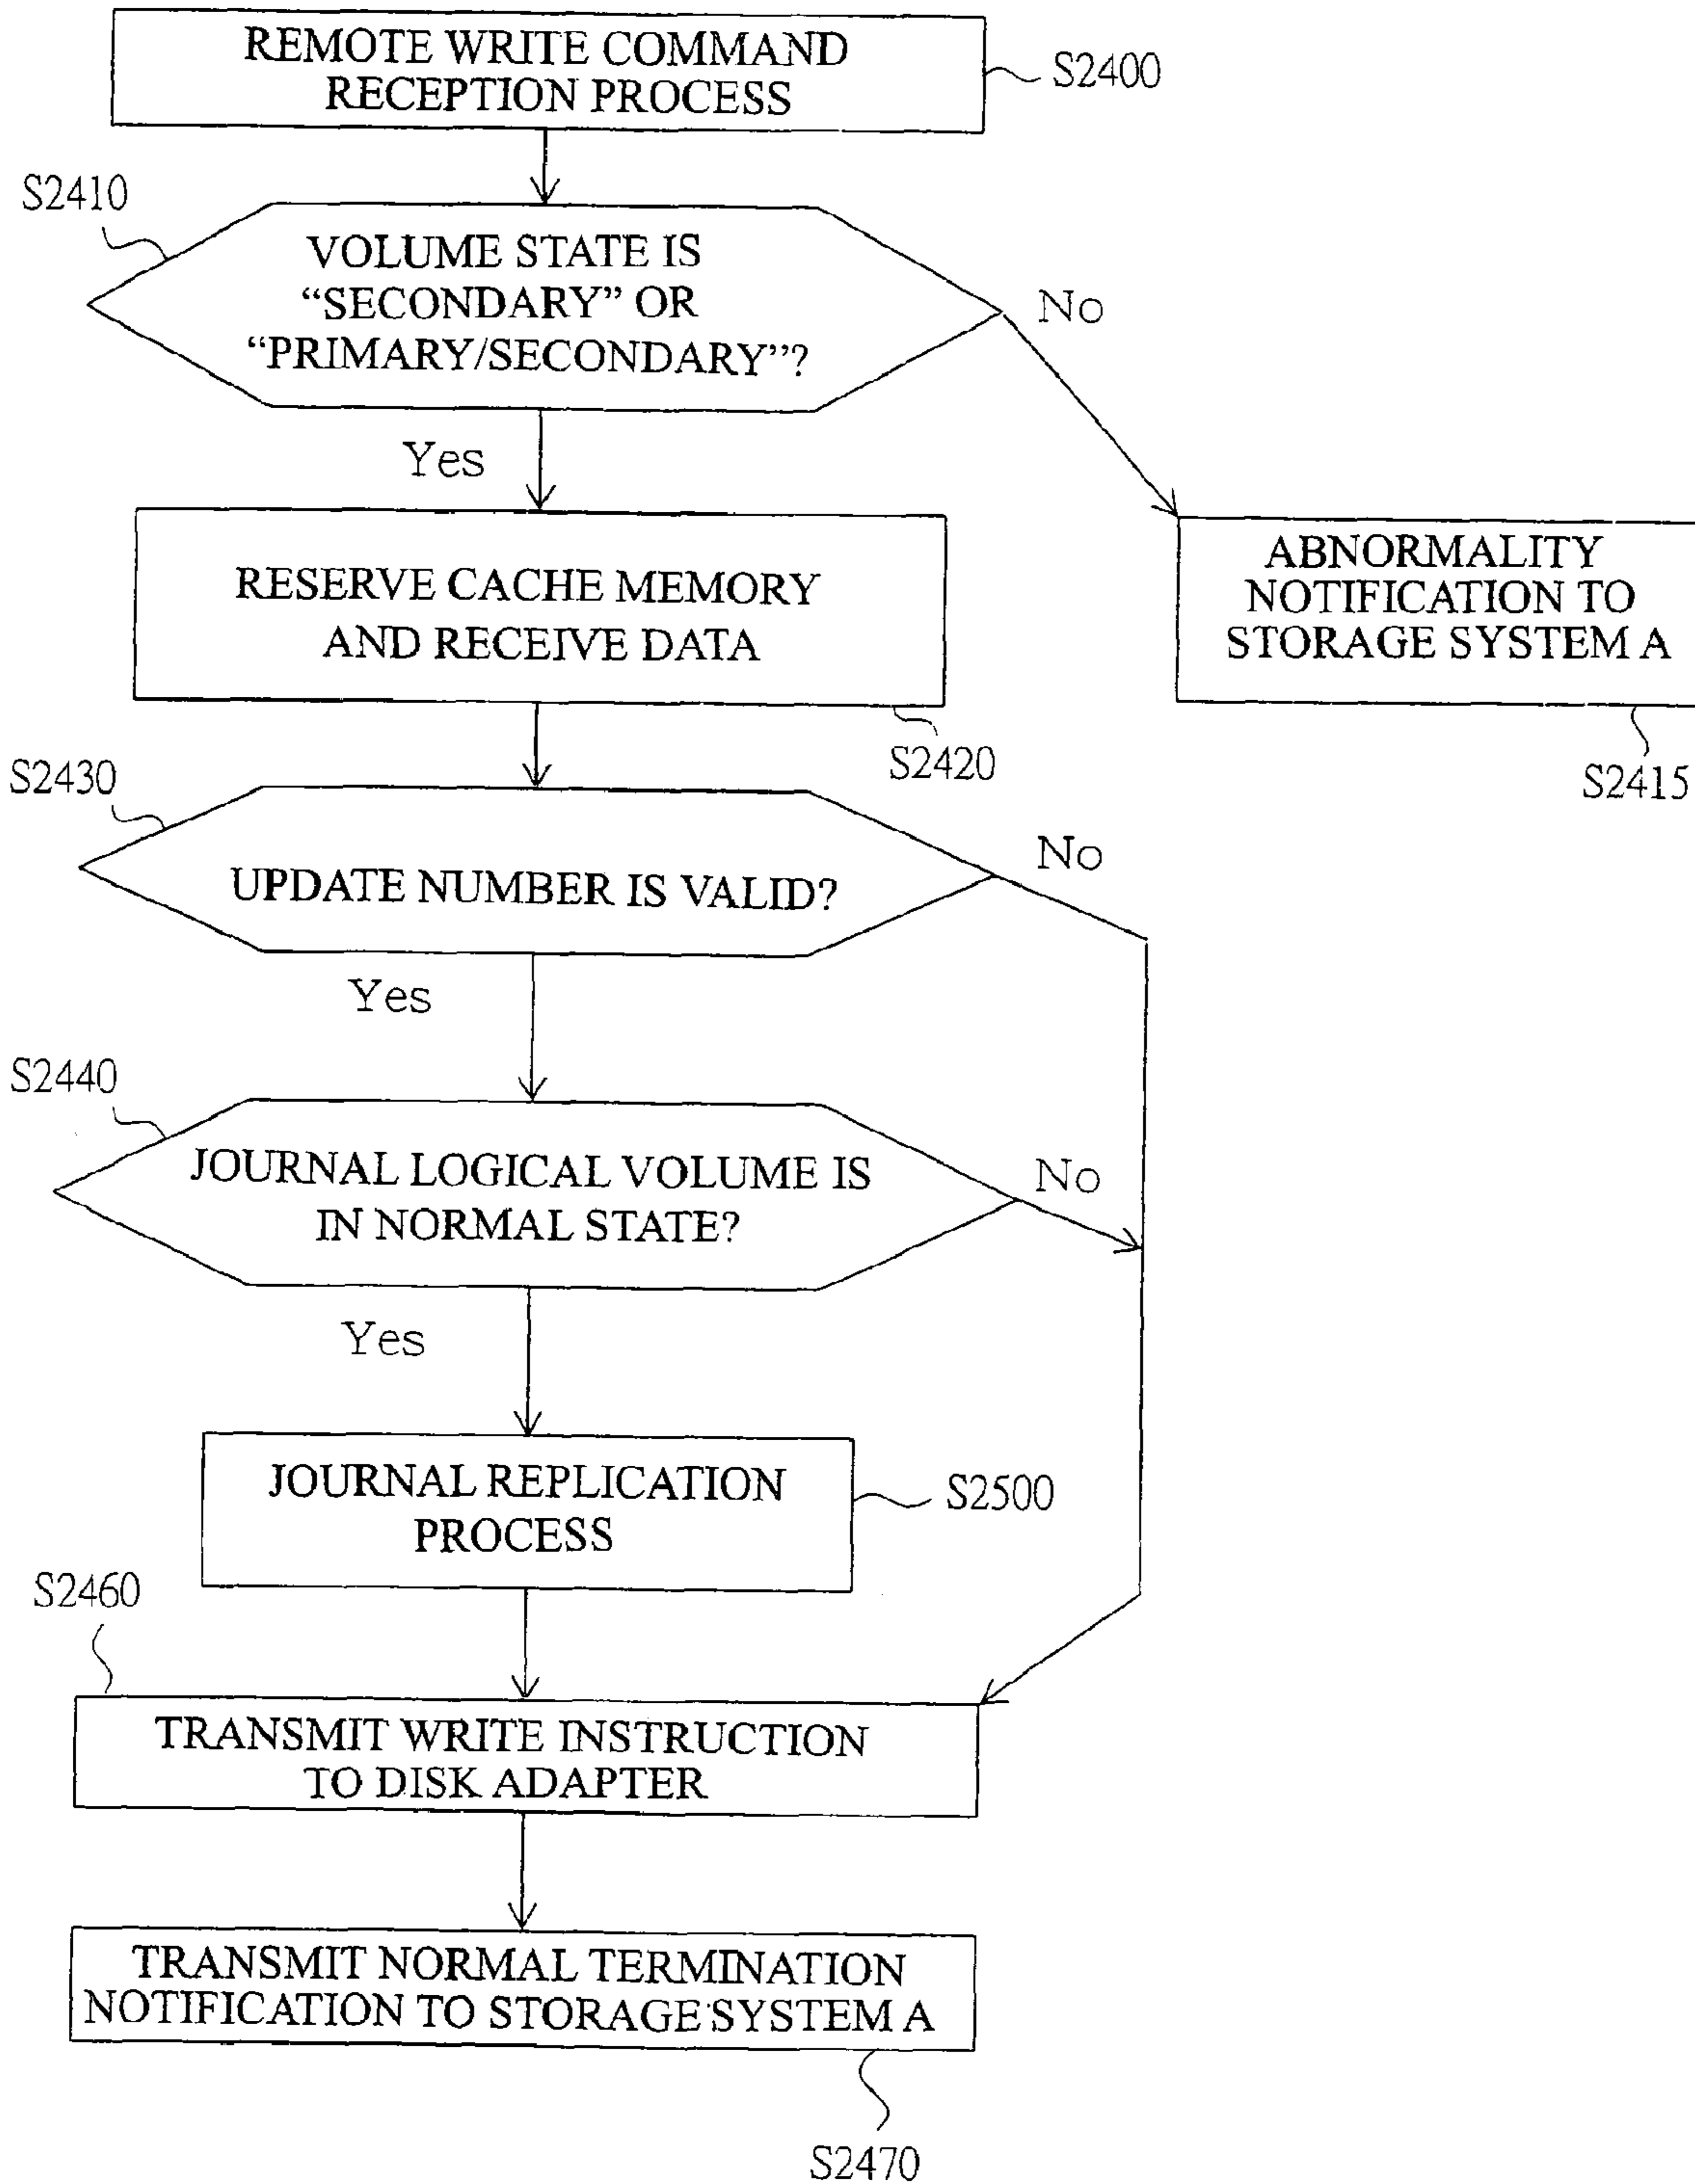 REMOTE WRITE COMMAND
RECEPTION PROCESS
S2400
S2410
VOLUME STATE IS
“SECONDARY” OR
“PRIMARY/SECONDARY”?
No
Yes
RESERVE CACHE MEMORY
AND RECEIVE DATA
S2420
ABNORMALITY
NOTIFICATION TO
STORAGE SYSTEM A
S2415
S2430
UPDATE NUMBER IS VALID?
No
Yes
S2440
JOURNAL LOGICAL VOLUME IS
IN NORMAL STATE?
No
Yes
JOURNAL REPLICATION
PROCESS
S2500
S2460
TRANSMIT WRITE INSTRUCTION
TO DISK ADAPTER
TRANSMIT NORMAL TERMINATION
NOTIFICATION TO STORAGE SYSTEM A
S2470